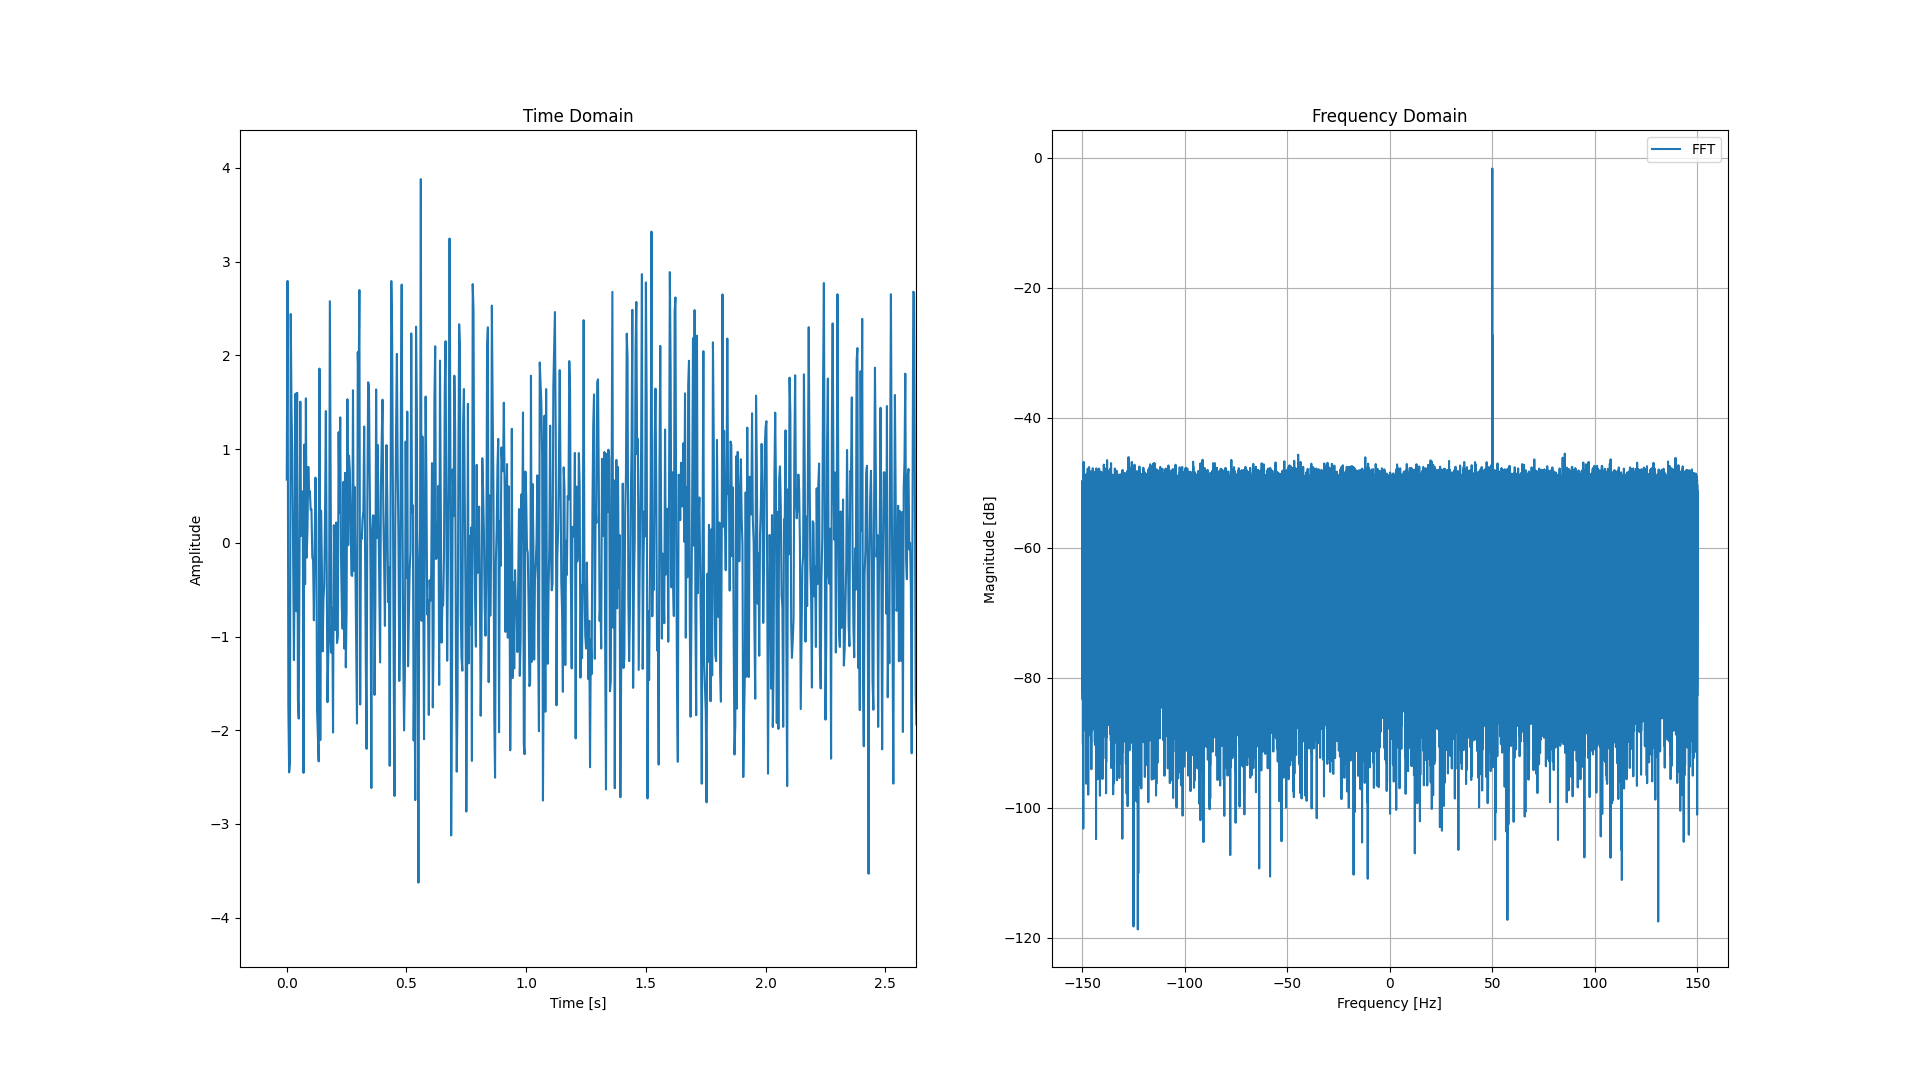 Time Domain
4
3
2
1
0
−1
−2
−3
−4
Amplitude
0.0 0.5 1.0 1.5 2.0 2.5
Time [s]
Frequency Domain
FFT
0
−20
−40
−60
−80
−100
−120
Magnitude [dB]
−150 −100 −50 0 50 100 150
Frequency [Hz]